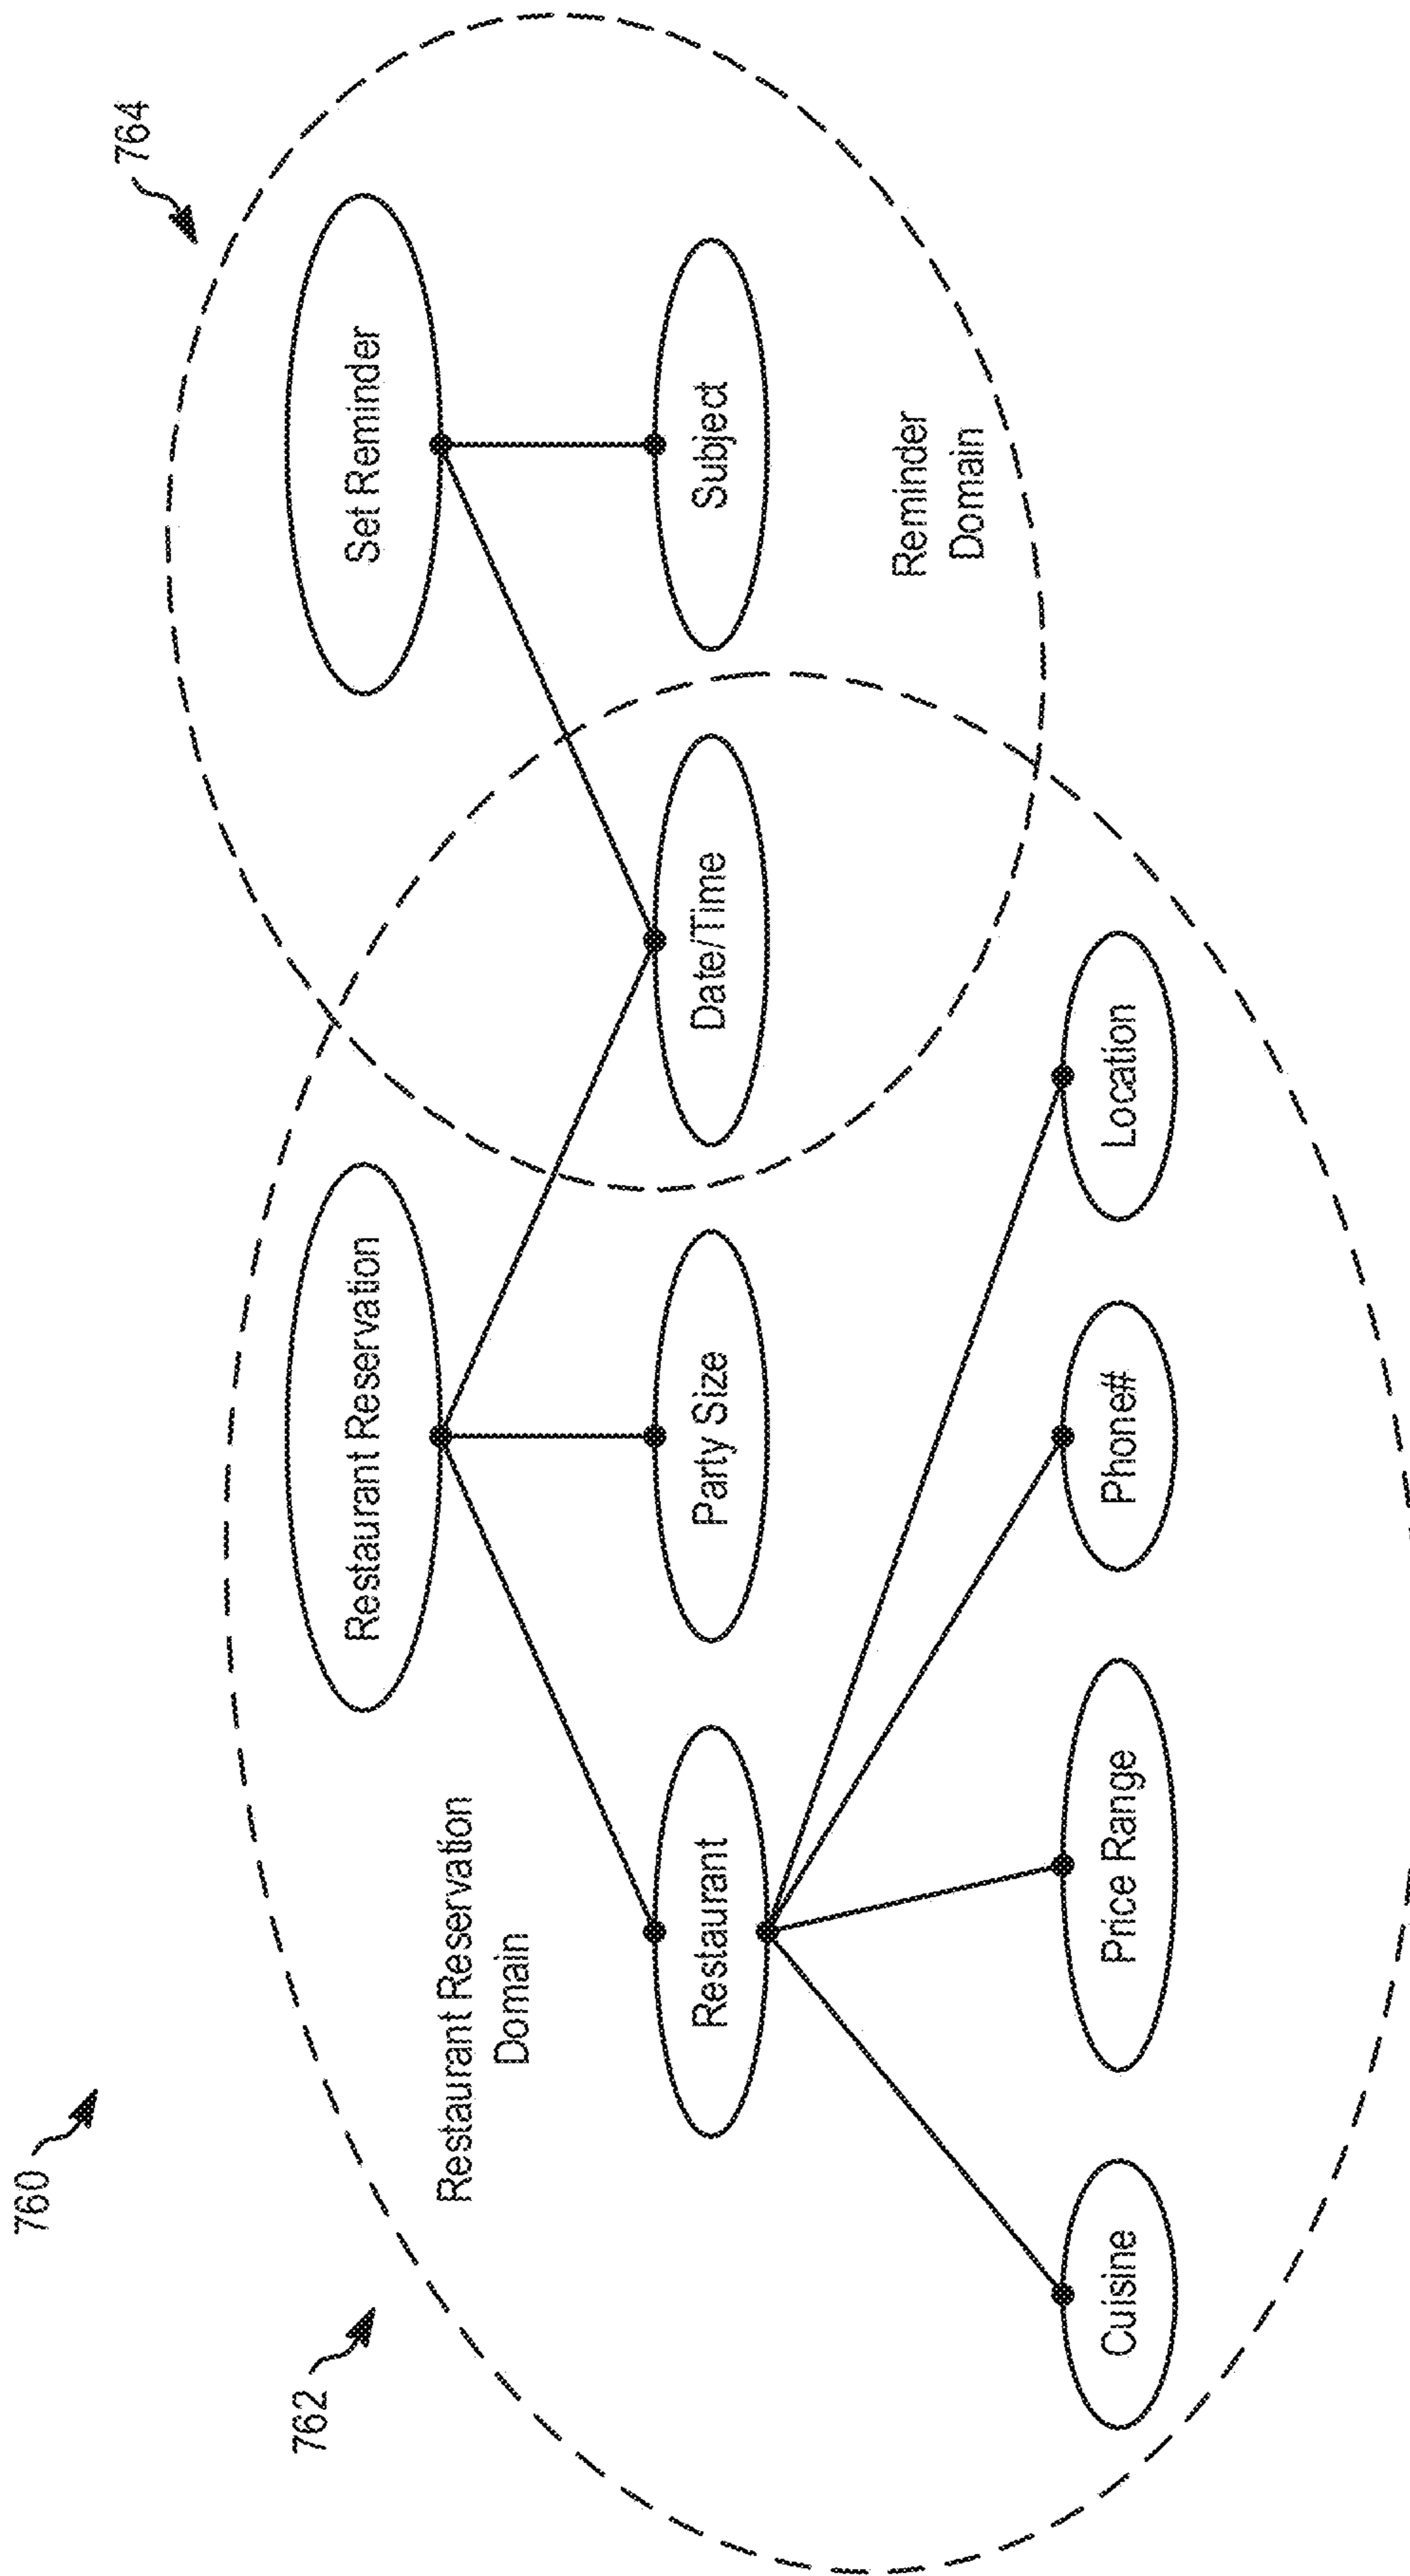 760
762
764
Restaurant Reservation
Set Reminder
Restaurant Reservation
Domain
Restaurant
Party Size
Date/Time
Subject
Reminder
Domain
Cuisine
Price Range
Phone#
Location